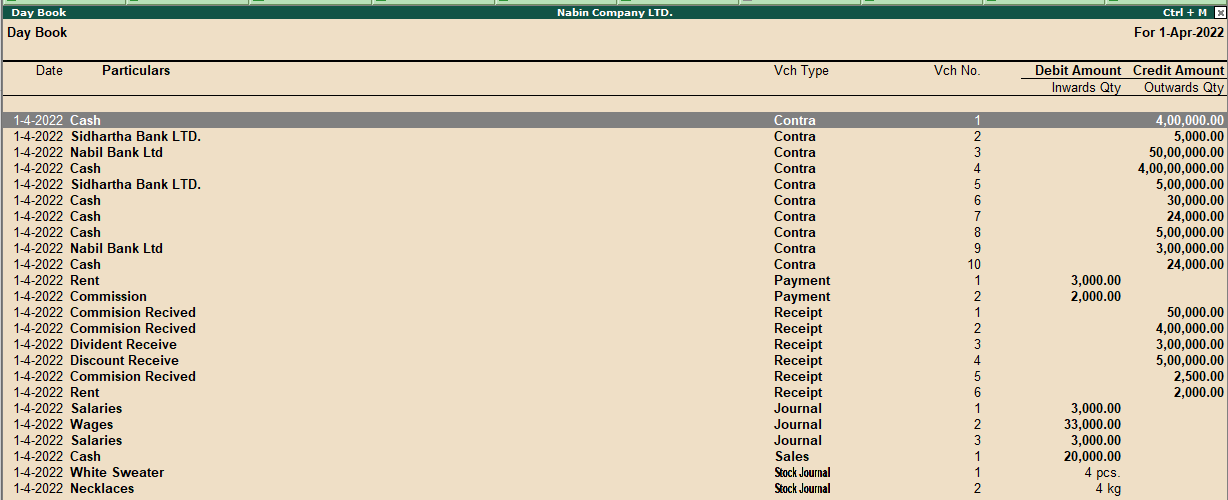 Day Book Nabin Company LTD. Ctrl + M
Day Book For 1-Apr-2022
Date Particulars Vch Type Vch No. Debit Amount Credit Amount
Inwards Qty Outwards Qty
1-4-2022 Cash Contra 1 4,00,000.00
1-4-2022 Sidhartha Bank LTD. Contra 2 5,000.00
1-4-2022 Nabil Bank Ltd Contra 3 50,00,000.00
1-4-2022 Cash Contra 4 4,00,00,000.00
1-4-2022 Sidhartha Bank LTD. Contra 5 5,00,000.00
1-4-2022 Cash Contra 6 30,000.00
1-4-2022 Cash Contra 7 24,000.00
1-4-2022 Cash Contra 8 5,00,000.00
1-4-2022 Nabil Bank Ltd Contra 9 3,00,000.00
1-4-2022 Cash Contra 10 24,000.00
1-4-2022 Rent Payment 1 3,000.00
1-4-2022 Commission Payment 2 2,000.00
1-4-2022 Commision Recived Receipt 1 50,000.00
1-4-2022 Commision Recived Receipt 2 4,00,000.00
1-4-2022 Divident Receive Receipt 3 3,00,000.00
1-4-2022 Discount Receive Receipt 4 5,00,000.00
1-4-2022 Commision Recived Receipt 5 2,500.00
1-4-2022 Rent Receipt 6 2,000.00
1-4-2022 Salaries Journal 1 3,000.00
1-4-2022 Wages Journal 2 33,000.00
1-4-2022 Salaries Journal 3 3,000.00
1-4-2022 Cash Sales 1 20,000.00
1-4-2022 White Sweater Stock Journal 1 4 pcs.
1-4-2022 Necklaces Stock Journal 2 4 kg